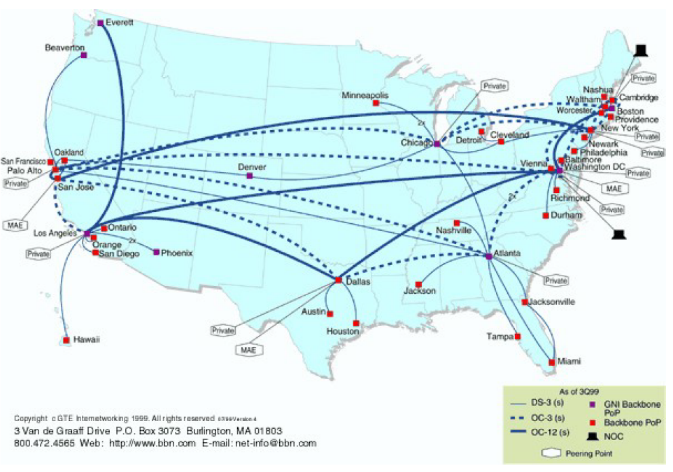 Everett
Beaverton
Minneapolis
Private
Nashua
Private
Waltham
Cambridge
Worcester
Boston
Providence
2x
New York
Oakland
Chicago
Detroit
Cleveland
Private
Newark
San Francisco
Philadelphia
Private
Palo Alto
Denver
Vienna
Baltimore
Washington DC
Private
San Jose
MAE
2x
Richmond
Private
MAE
Durham
Los Angeles
Ontario
Nashville
Orange
2x
Private
San Diego
Phoenix
Atlanta
Dallas
Private
Jackson
Jacksonville
Austin
Private
Houston
Hawaii
MAE
Tampa
Miami
As of 3Q99
DS-3 (s)
GNI Backbone
PoP
OC-3 (s)
Backbone PoP
OC-12 (s)
NOC
Peering Point
Copyright c GTE Internetworking 1999. All rights reserved
3 Van de Graaff Drive P.O. Box 3073 Burlington, MA 01803
800.472.4565 Web: http://www.bbn.com E-mail: net-info@bbn.com